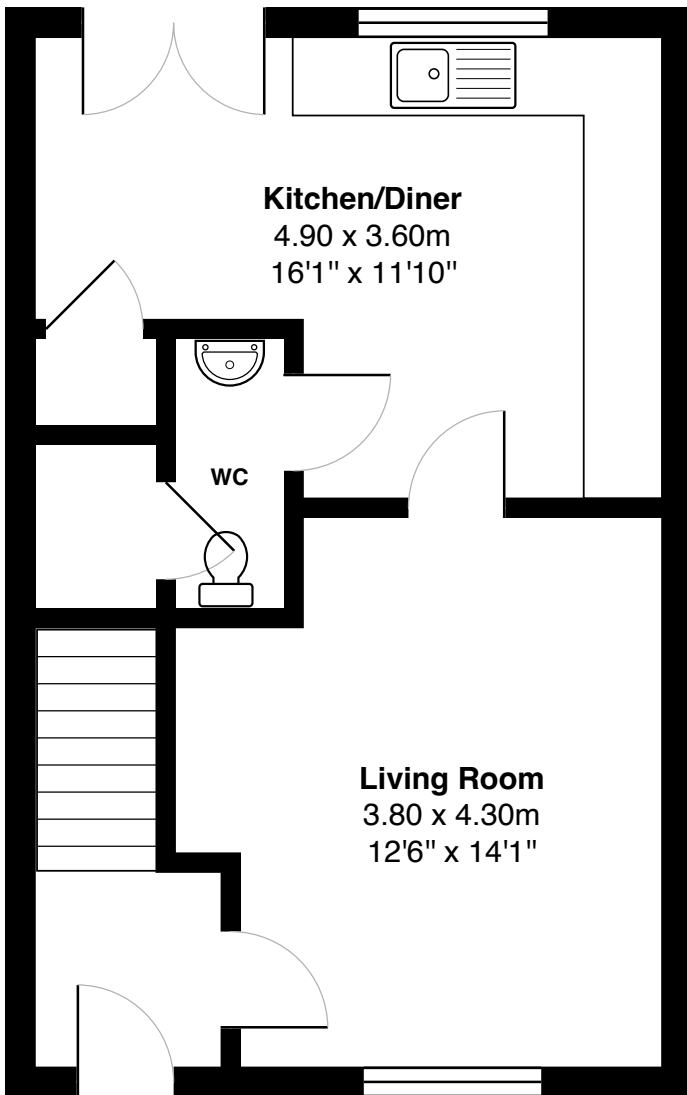 Kitchen/Diner
4.90 x 3.60m
16'1" x 11'10"
WC
Living Room
3.80 x 4.30m
12'6" x 14'1"